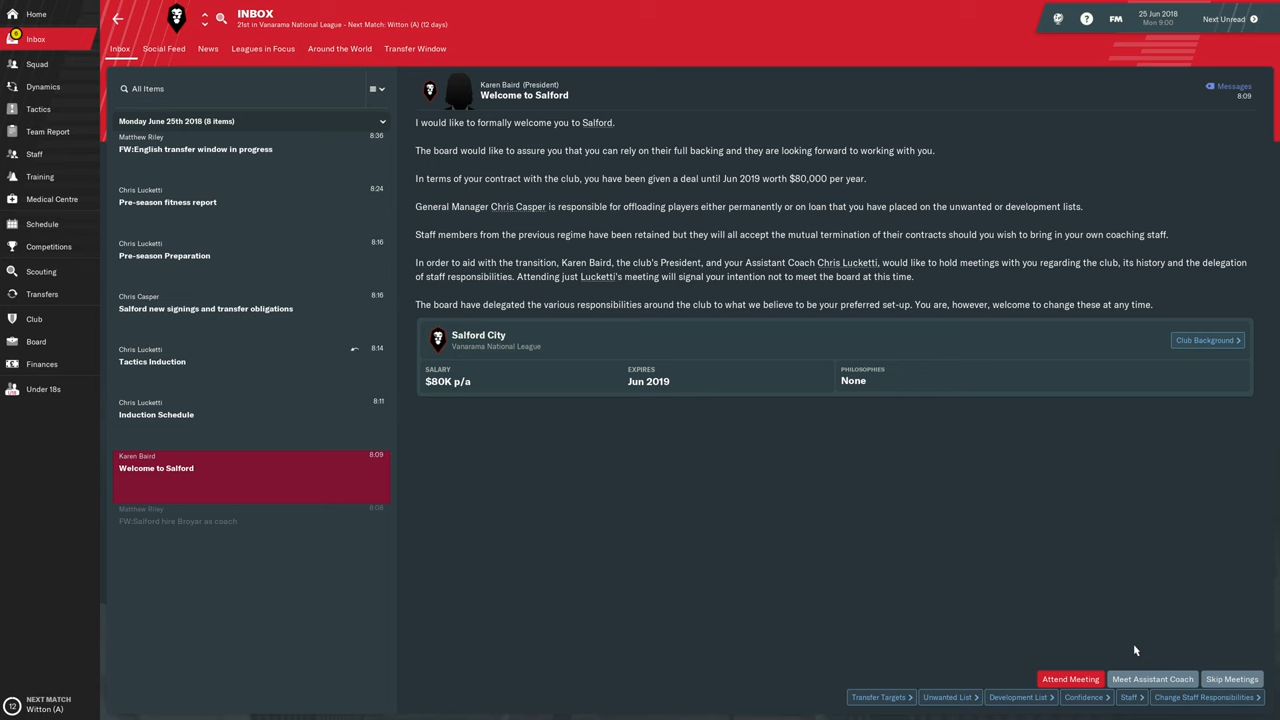 Home
6
Inbox
Squad
Dynamics
Tactics
Team Report
Staff
Training
Medical Centre
Schedule
Competitions
Scouting
Transfers
Club
Board
Finances
Under 18s
12
NEXT MATCH
Witton (A)
INBOX
21st in Vanarama National League - Next Match: Witton (A) (12 days)
?
FM
25 Jun 2018
Mon 9:00
Next Unread
Inbox
Social Feed
News
Leagues in Focus
Around the World
Transfer Window
All Items
Monday June 25th 2018 (8 items)
Matthew Riley
8:36
FW:English transfer window in progress
Chris Lucketti
8:24
Pre-season fitness report
Chris Lucketti
8:16
Pre-season Preparation
Chris Casper
8:16
Salford new signings and transfer obligations
Chris Lucketti
8:14
Tactics Induction
Chris Lucketti
8:11
Induction Schedule
Karen Baird
8:09
Welcome to Salford
Matthew Riley
8:08
FW:Salford hire Broyar as coach
Karen Baird (President)
Welcome to Salford
Messages
8:09
I would like to formally welcome you to Salford.
The board would like to assure you that you can rely on their full backing and they are looking forward to working with you.
In terms of your contract with the club, you have been given a deal until Jun 2019 worth $80,000 per year.
General Manager Chris Casper is responsible for offloading players either permanently or on loan that you have placed on the unwanted or development lists.
Staff members from the previous regime have been retained but they will all accept the mutual termination of their contracts should you wish to bring in your own coaching staff.
In order to aid with the transition, Karen Baird, the club's President, and your Assistant Coach Chris Lucketti, would like to hold meetings with you regarding the club, its history and the delegation
of staff responsibilities. Attending just Lucketti's meeting will signal your intention not to meet the board at this time.
The board have delegated the various responsibilities around the club to what we believe to be your preferred set-up. You are, however, welcome to change these at any time.
Salford City
Vanarama National League
Club Background
SALARY
$80K p/a
EXPIRES
Jun 2019
PHILOSOPHIES
None
Attend Meeting
Meet Assistant Coach
Skip Meetings
Transfer Targets
Unwanted List
Development List
Confidence
Staff
Change Staff Responsibilities